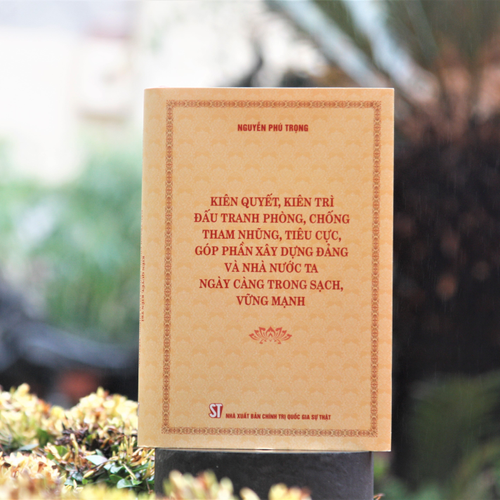 NGUYỄN PHÚ TRỌNG
KIÊN QUYẾT, KIÊN TRÌ
ĐẤU TRANH PHÒNG, CHỐNG
THAM NHŨNG, TIÊU CỰC,
GÓP PHẦN XÂY DỰNG ĐẢNG
VÀ NHÀ NƯỚC TA
NGÀY CÀNG TRONG SẠCH,
VỮNG MẠNH
ST NHÀ XUẤT BẢN CHÍNH TRỊ QUỐC GIA SỰ THẬT